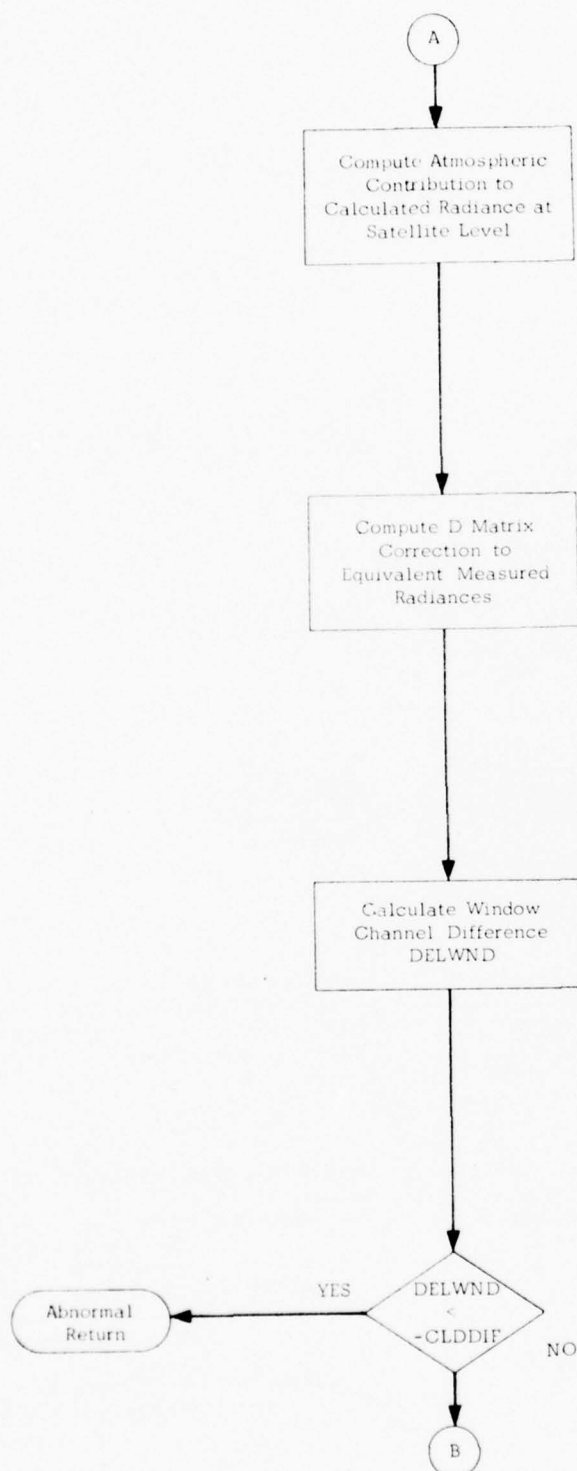 A
Compute Atmospheric
Contribution to
Calculated Radiance at
Satellite Level
Compute D Matrix
Correction to
Equivalent Measured
Radiances
Calculate Window
Channel Difference
DELWND
YES
DELWND
<
-CLDDIF
NO
Abnormal
Return
B